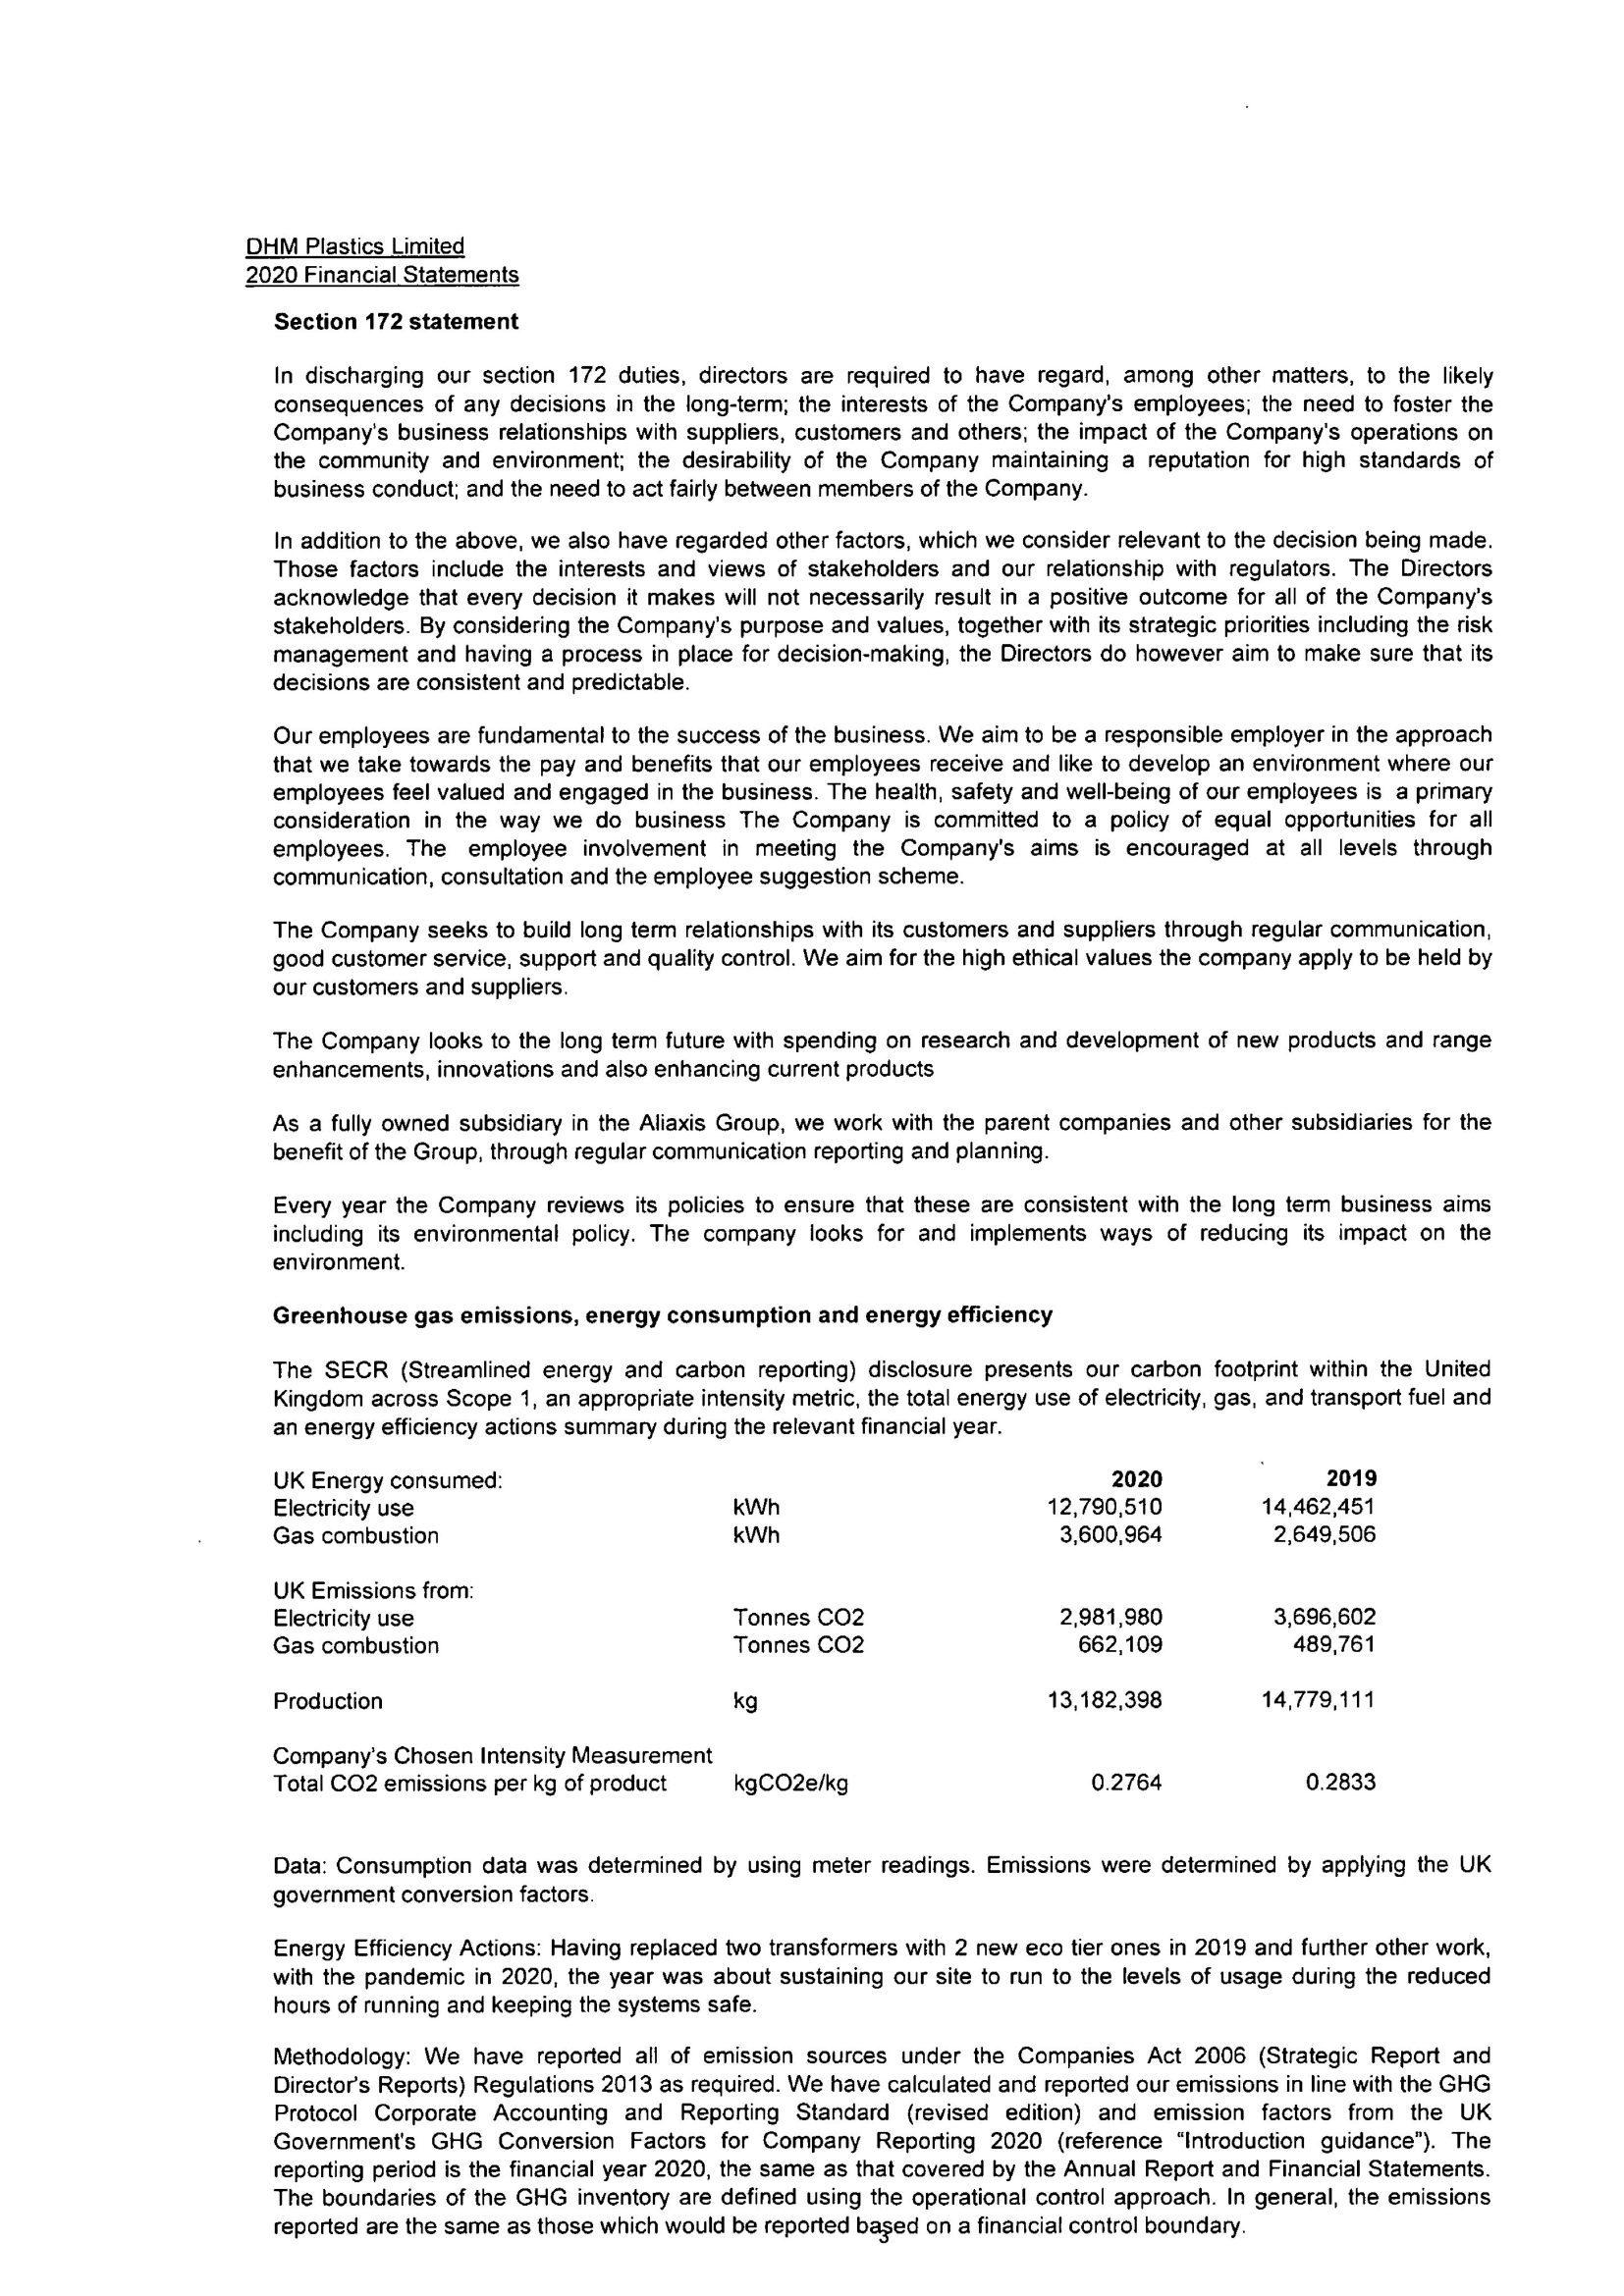 DHM Plastics Limited
2020 Financial Statements
Section 172 statement
In discharging our section 172 duties, directors are required to have regard, among other matters, to the likely
consequences of any decisions in the long-term; the interests of the Company's employees; the need to foster the
Company's business relationships with suppliers, customers and others; the impact of the Company's operations on
the community and environment; the desirability of the Company maintaining a reputation for high standards of
business conduct; and the need to act fairly between members of the Company.
In addition to the above, we also have regarded other factors, which we consider relevant to the decision being made.
Those factors include the interests and views of stakeholders and our relationship with regulators. The Directors
acknowledge that every decision it makes will not necessarily result in a positive outcome for all of the Company's
stakeholders. By considering the Company's purpose and values, together with its strategic priorities including the risk
management and having a process in place for decision-making, the Directors do however aim to make sure that its
decisions are consistent and predictable.
Our employees are fundamental to the success of the business. We aim to be a responsible employer in the approach
that we take towards the pay and benefits that our employees receive and like to develop an environment where our
employees feel valued and engaged in the business. The health, safety and well-being of our employees is a primary
consideration in the way we do business The Company is committed to a policy of equal opportunities for all
employees. The employee involvement in meeting the Company's aims is encouraged at all levels through
communication, consultation and the employee suggestion scheme.
The Company seeks to build long term relationships with its customers and suppliers through regular communication,
good customer service, support and quality control. We aim for the high ethical values the company apply to be held by
our customers and suppliers.
The Company looks to the long term future with spending on research and development of new products and range
enhancements, innovations and also enhancing current products
As a fully owned subsidiary in the Aliaxis Group, we work with the parent companies and other subsidiaries for the
benefit of the Group, through regular communication reporting and planning.
Every year the Company reviews its policies to ensure that these are consistent with the long term business aims
including its environmental policy. The company looks for and implements ways of reducing its impact on the
environment.
Greenhouse gas emissions, energy consumption and energy efficiency
The SECR (Streamlined energy and carbon reporting) disclosure presents our carbon footprint within the United
Kingdom across Scope 1, an appropriate intensity metric, the total energy use of electricity, gas, and transport fuel and
an energy efficiency actions summary during the relevant financial year.
UK Energy consumed: 2020 2019
Electricity use kWh 12,790,510 14,462,451
Gas combustion kWh 3,600,964 2,649,506
UK Emissions from:
Electricity use Tonnes CO2 2,981,980 3,696,602
Gas combustion Tonnes CO2 662,109 489,761
Production kg 13,182,398 14,779,111
Company's Chosen Intensity Measurement
Total CO2 emissions per kg of product kgCO2e/kg 0.2764 0.2833
Data: Consumption data was determined by using meter readings. Emissions were determined by applying the UK
government conversion factors.
Energy Efficiency Actions: Having replaced two transformers with 2 new eco tier ones in 2019 and further other work,
with the pandemic in 2020, the year was about sustaining our site to run to the levels of usage during the reduced
hours of running and keeping the systems safe.
Methodology: We have reported all of emission sources under the Companies Act 2006 (Strategic Report and
Director's Reports) Regulations 2013 as required. We have calculated and reported our emissions in line with the GHG
Protocol Corporate Accounting and Reporting Standard (revised edition) and emission factors from the UK
Government's GHG Conversion Factors for Company Reporting 2020 (reference "Introduction guidance"). The
reporting period is the financial year 2020, the same as that covered by the Annual Report and Financial Statements.
The boundaries of the GHG inventory are defined using the operational control approach. In general, the emissions
reported are the same as those which would be reported based on a financial control boundary.
3